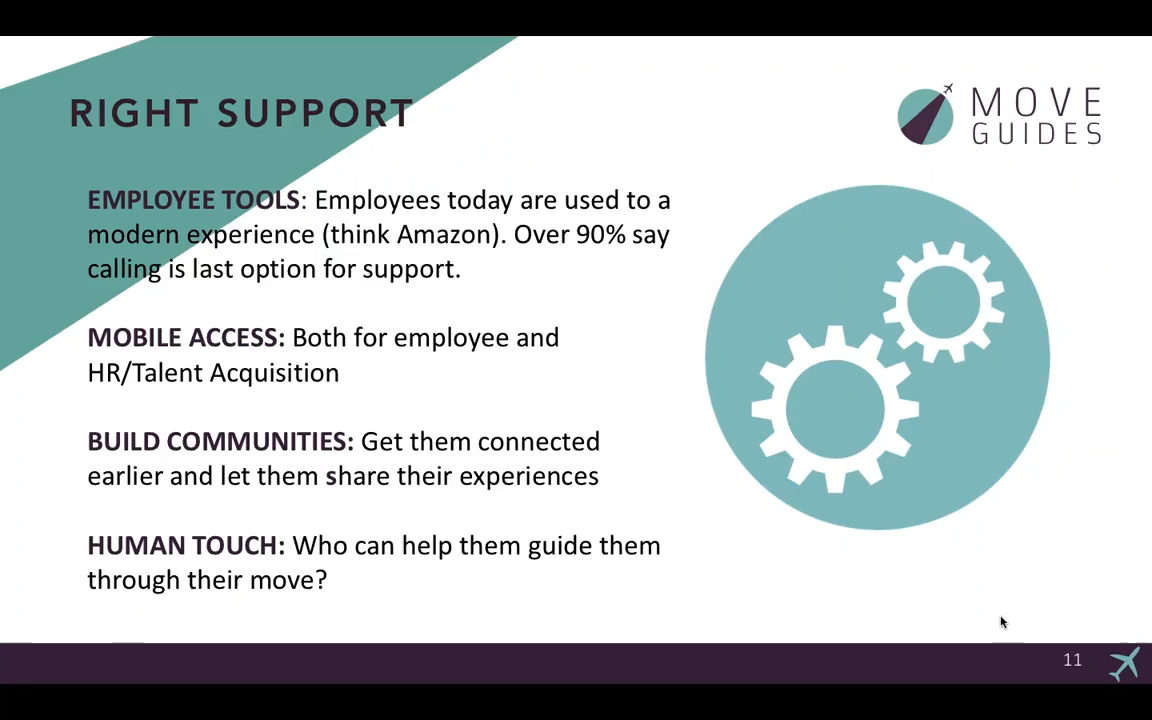 RIGHT SUPPORT
MOVE
GUIDES
EMPLOYEE TOOLS: Employees today are used to a
modern experience (think Amazon). Over 90% say
calling is last option for support.
MOBILE ACCESS: Both for employee and
HR/Talent Acquisition
BUILD COMMUNITIES: Get them connected
earlier and let them share their experiences
HUMAN TOUCH: Who can help them guide them
through their move?
11